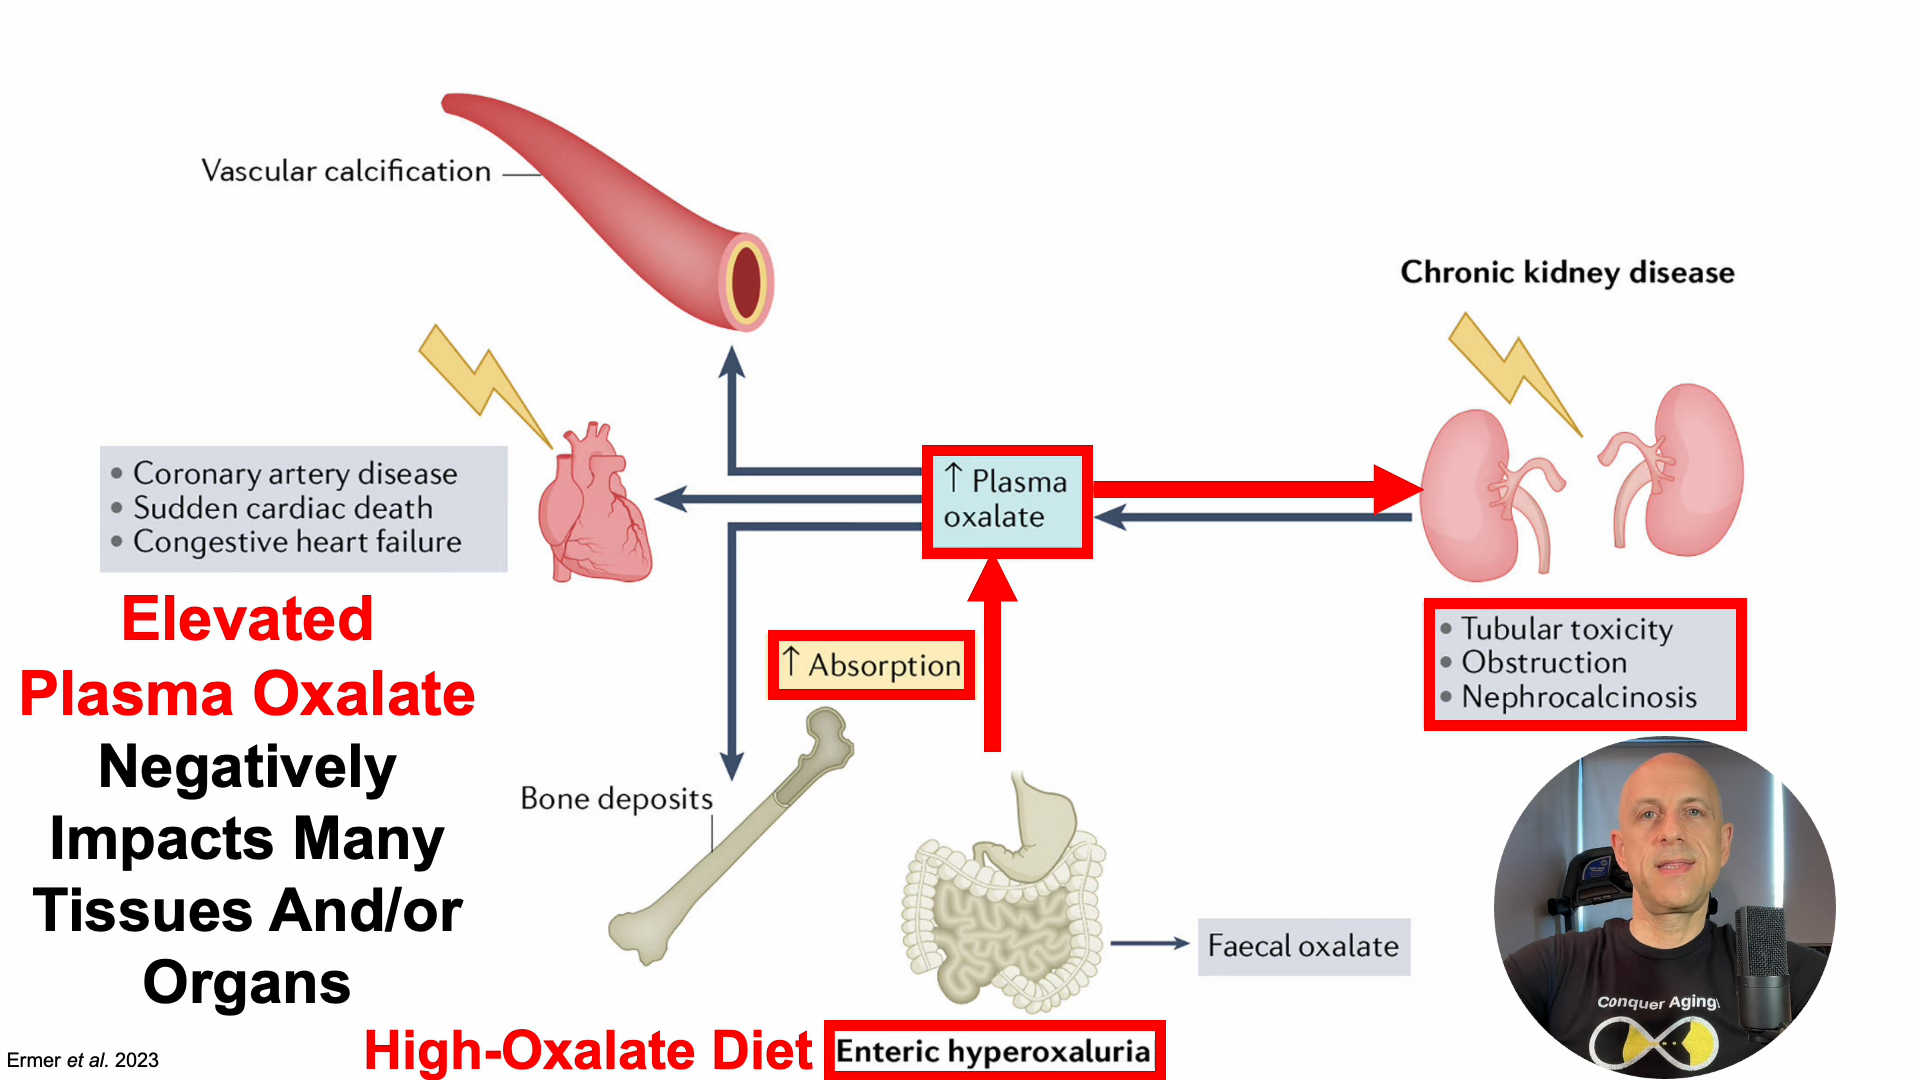 Vascular calcification
Chronic kidney disease
• Coronary artery disease
• Sudden cardiac death
• Congestive heart failure
↑ Plasma
oxalate
Elevated
Plasma Oxalate
Negatively
Impacts Many
Tissues And/or
Organs
↑ Absorption
• Tubular toxicity
• Obstruction
• Nephrocalcinosis
Bone deposits
Faecal oxalate
Conquer Aging
High-Oxalate Diet
Enteric hyperoxaluria
Ermer et al. 2023